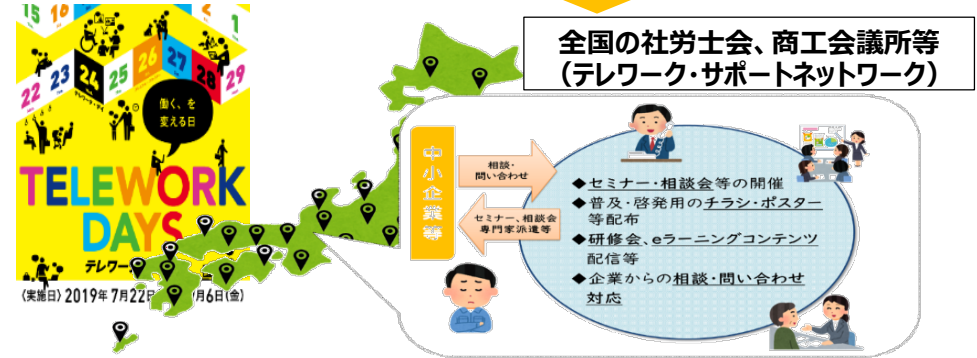 15 16 2 1
22 23 24 25 26 27 28 29
テレワーク・デイ
働く、を
変える日
TELEWORK
DAYS
テレワー
〈実施日〉2019年 7月22日 月6日(金)
全国の社労士会、商工会議所等
（テレワーク・サポートネットワーク）
中小企業等
相談・
問い合わせ
セミナー、相談会
専門家派遣等
◆セミナー・相談会等の開催
◆普及・啓発用のチラシ・ポスター
等配布
◆研修会、eラーニングコンテンツ
配信等
◆企業からの相談・問い合わせ
対応